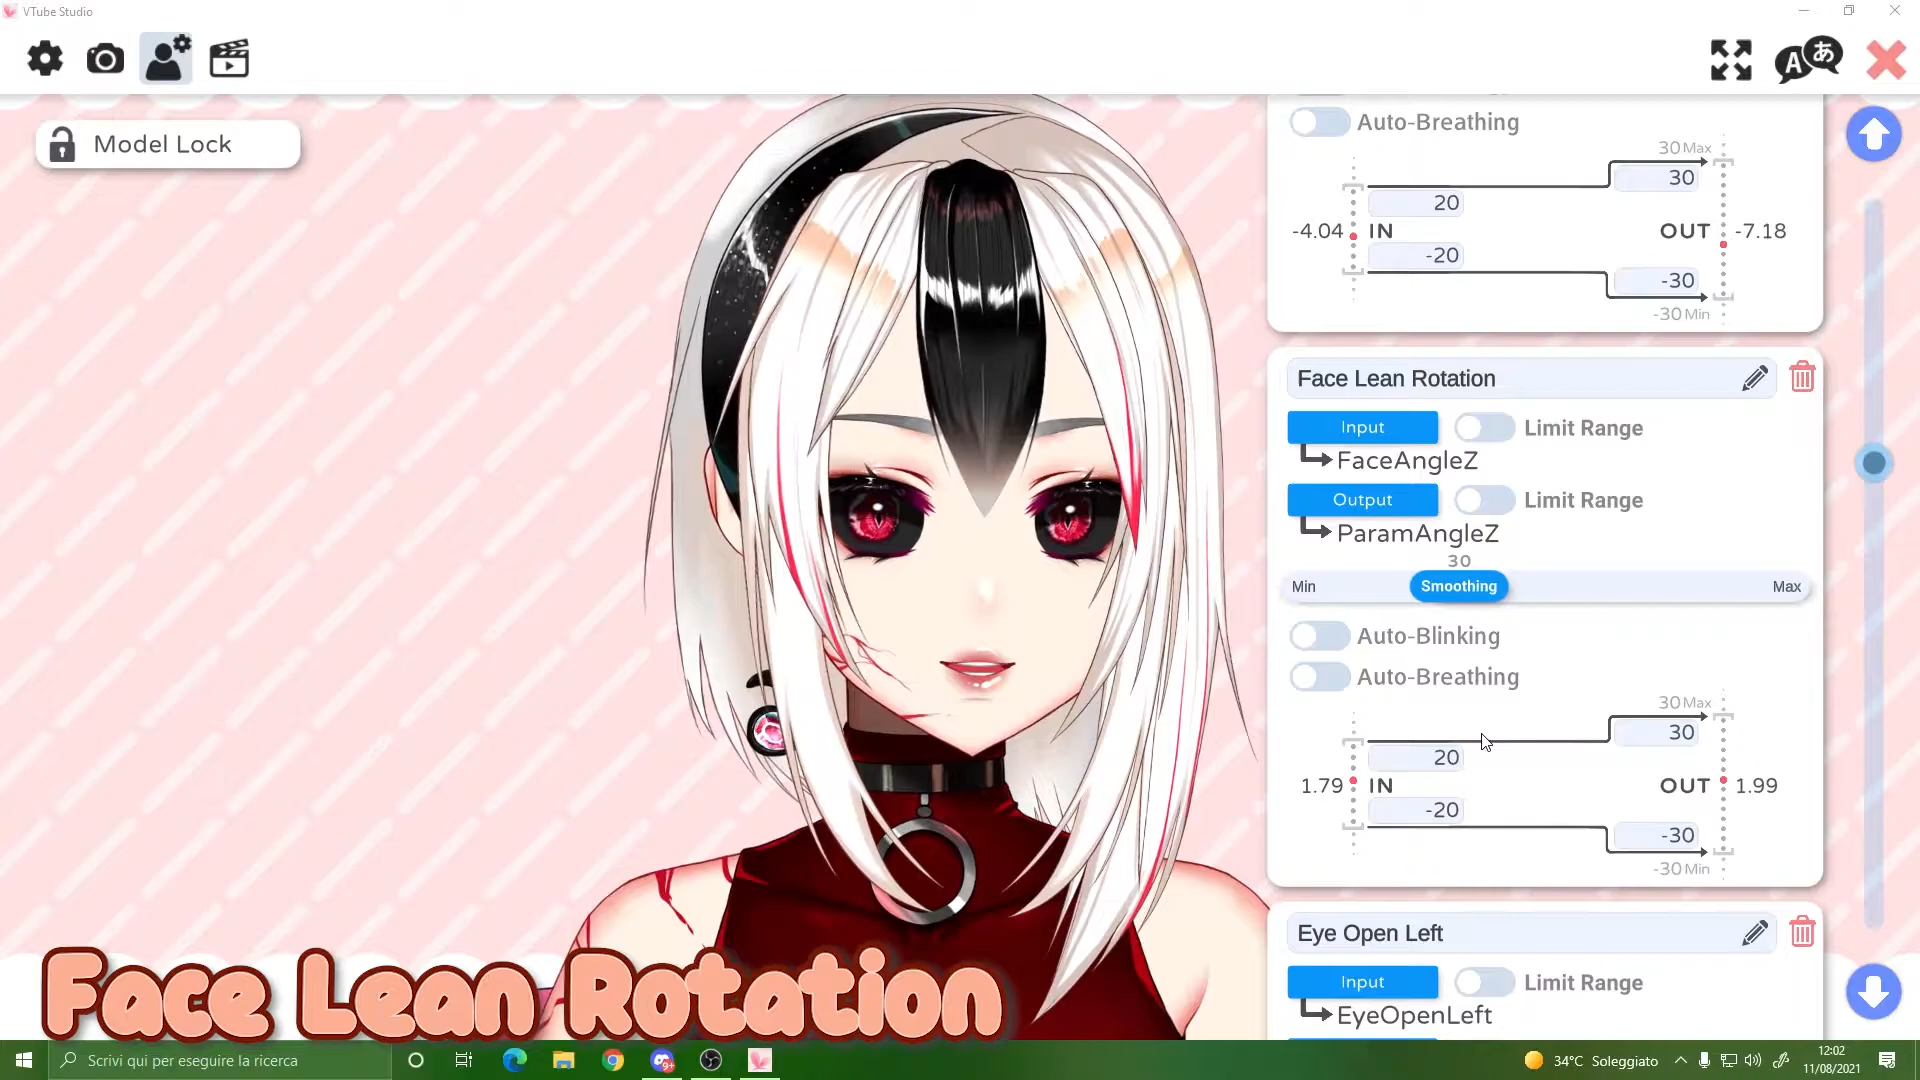 VTube Studio
Model Lock
Auto-Breathing
30 Max
30
20
-4.04 IN OUT -7.18
-20
-30
-30 Min
Face Lean Rotation
Input Limit Range
FaceAngleZ
Output Limit Range
ParamAngleZ
30
Min Smoothing Max
Auto-Blinking
Auto-Breathing
30 Max
30
20
1.79 IN OUT 1.99
-20
-30
-30 Min
Eye Open Left
Input Limit Range
EyeOpenLeft
Face Lean Rotation
Scrivi qui per eseguire la ricerca
34°C Soleggiato
12:02
11/08/2021